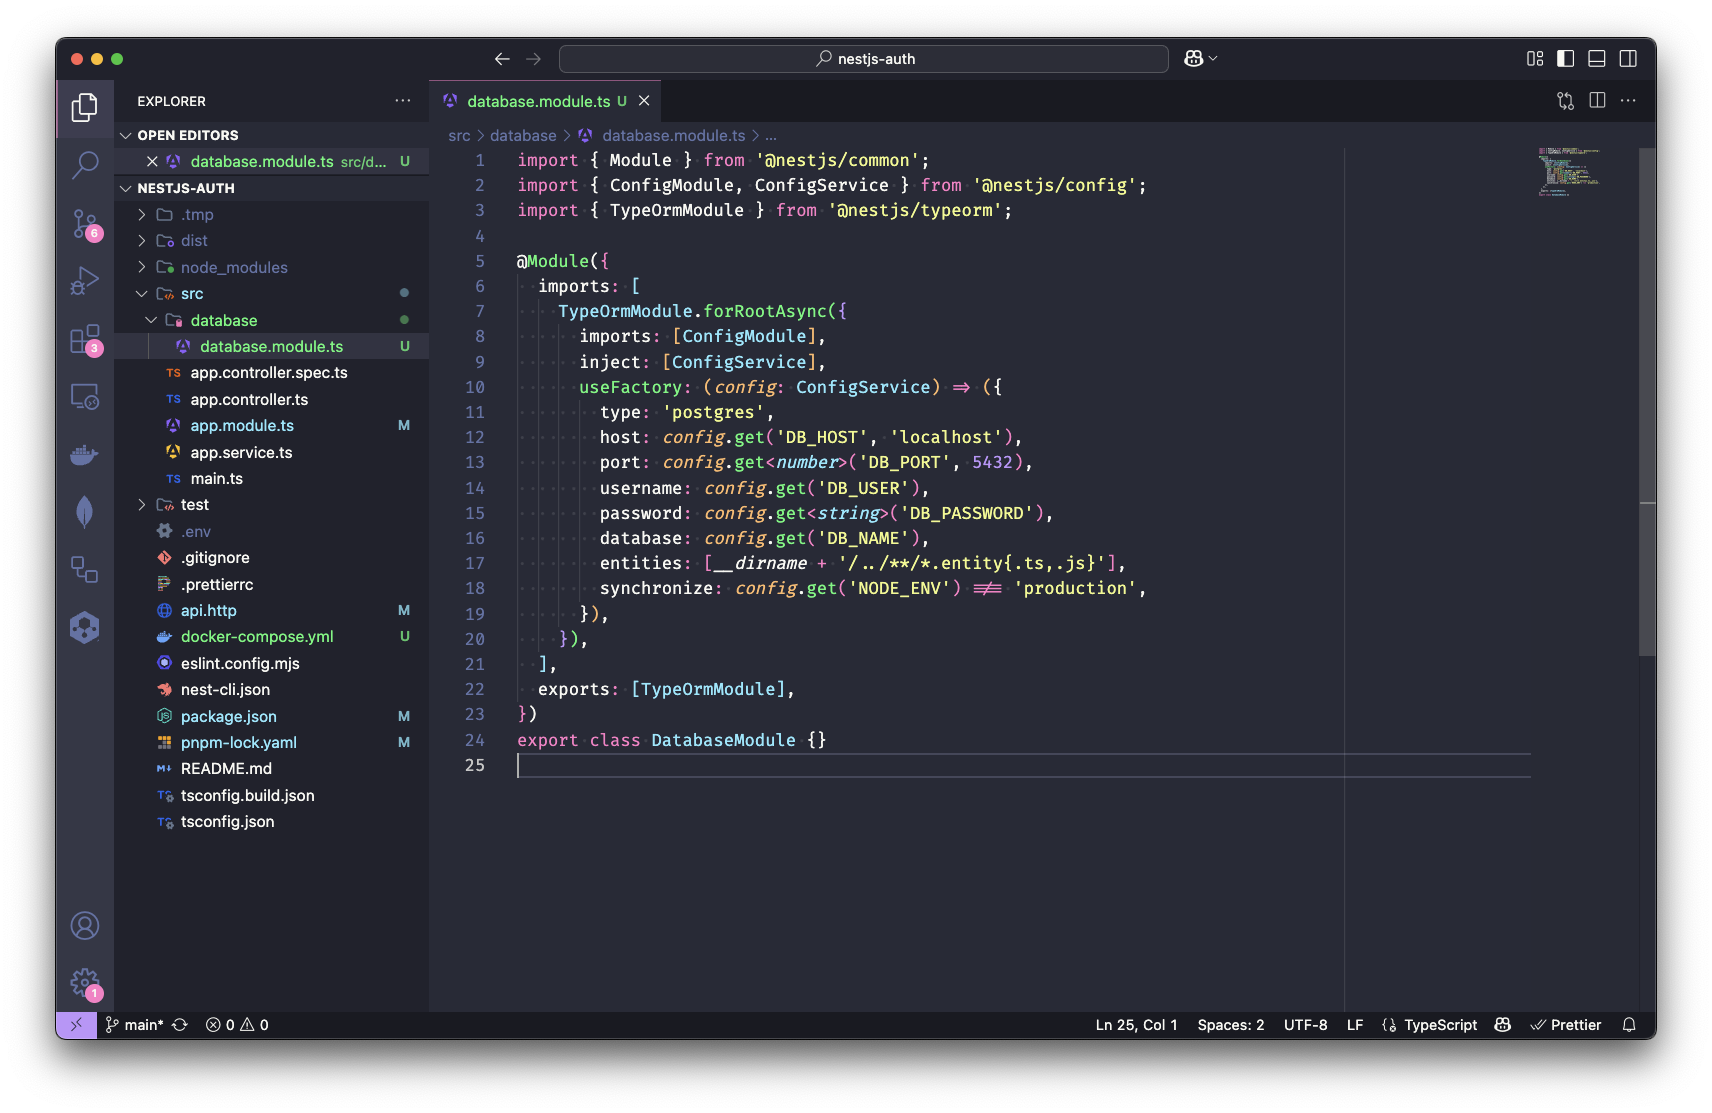 nestjs-auth
EXPLORER
OPEN EDITORS
database.module.ts src/d... U
NESTJS-AUTH
.tmp
dist
node_modules
src
database
database.module.ts U
TS app.controller.spec.ts
TS app.controller.ts
app.module.ts M
app.service.ts
TS main.ts
test
.env
.gitignore
.prettierrc
api.http M
docker-compose.yml U
eslint.config.mjs
nest-cli.json
package.json M
pnpm-lock.yaml M
README.md
tsconfig.build.json
tsconfig.json
6
3
1
database.module.ts U
src > database > database.module.ts > ...
1 import { Module } from '@nestjs/common';
2 import { ConfigModule, ConfigService } from '@nestjs/config';
3 import { TypeOrmModule } from '@nestjs/typeorm';
4
5 @Module({
6 imports: [
7 TypeOrmModule.forRootAsync({
8 imports: [ConfigModule],
9 inject: [ConfigService],
10 useFactory: (config: ConfigService) => ({
11 type: 'postgres',
12 host: config.get('DB_HOST', 'localhost'),
13 port: config.get<number>('DB_PORT', 5432),
14 username: config.get('DB_USER'),
15 password: config.get<string>('DB_PASSWORD'),
16 database: config.get('DB_NAME'),
17 entities: [__dirname + '/../**/*.entity{.ts,.js}'],
18 synchronize: config.get('NODE_ENV') !== 'production',
19 }),
20 }),
21 ],
22 exports: [TypeOrmModule],
23 })
24 export class DatabaseModule {}
25
main* 0 0 Ln 25, Col 1 Spaces: 2 UTF-8 LF TypeScript Prettier